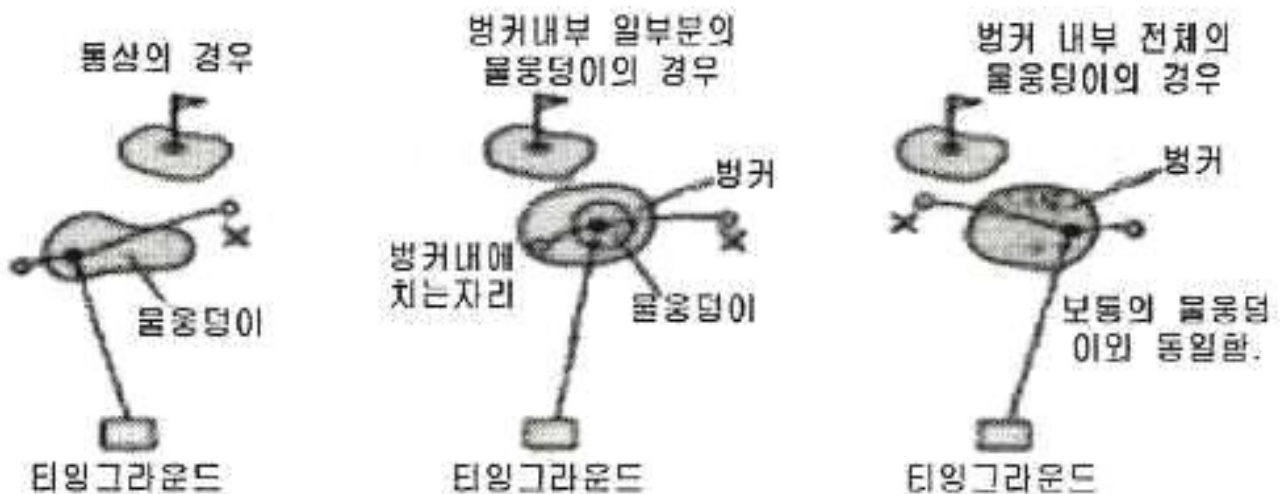 통상의 경우
물웅덩이
티잉그라운드
벙커내부 일부분의
물웅덩이의 경우
벙커
벙커내에
치는자리
물웅덩이
티잉그라운드
벙커 내부 전체의
물웅덩이의 경우
벙커
보통의 물웅덩
이와 동일함.
티잉그라운드